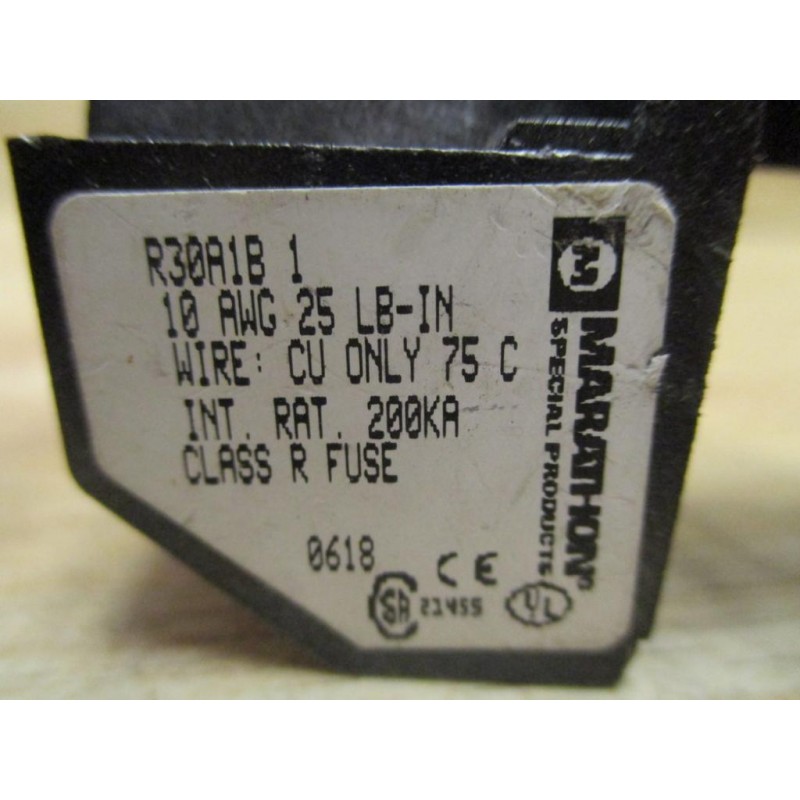 R30A1B 1
10 AWG 25 LB-IN
WIRE: CU ONLY 75 C
INT. RAT. 200KA
CLASS R FUSE
0618
CE
SA 21455 UL
M MARATHON®
SPECIAL PRODUCTS